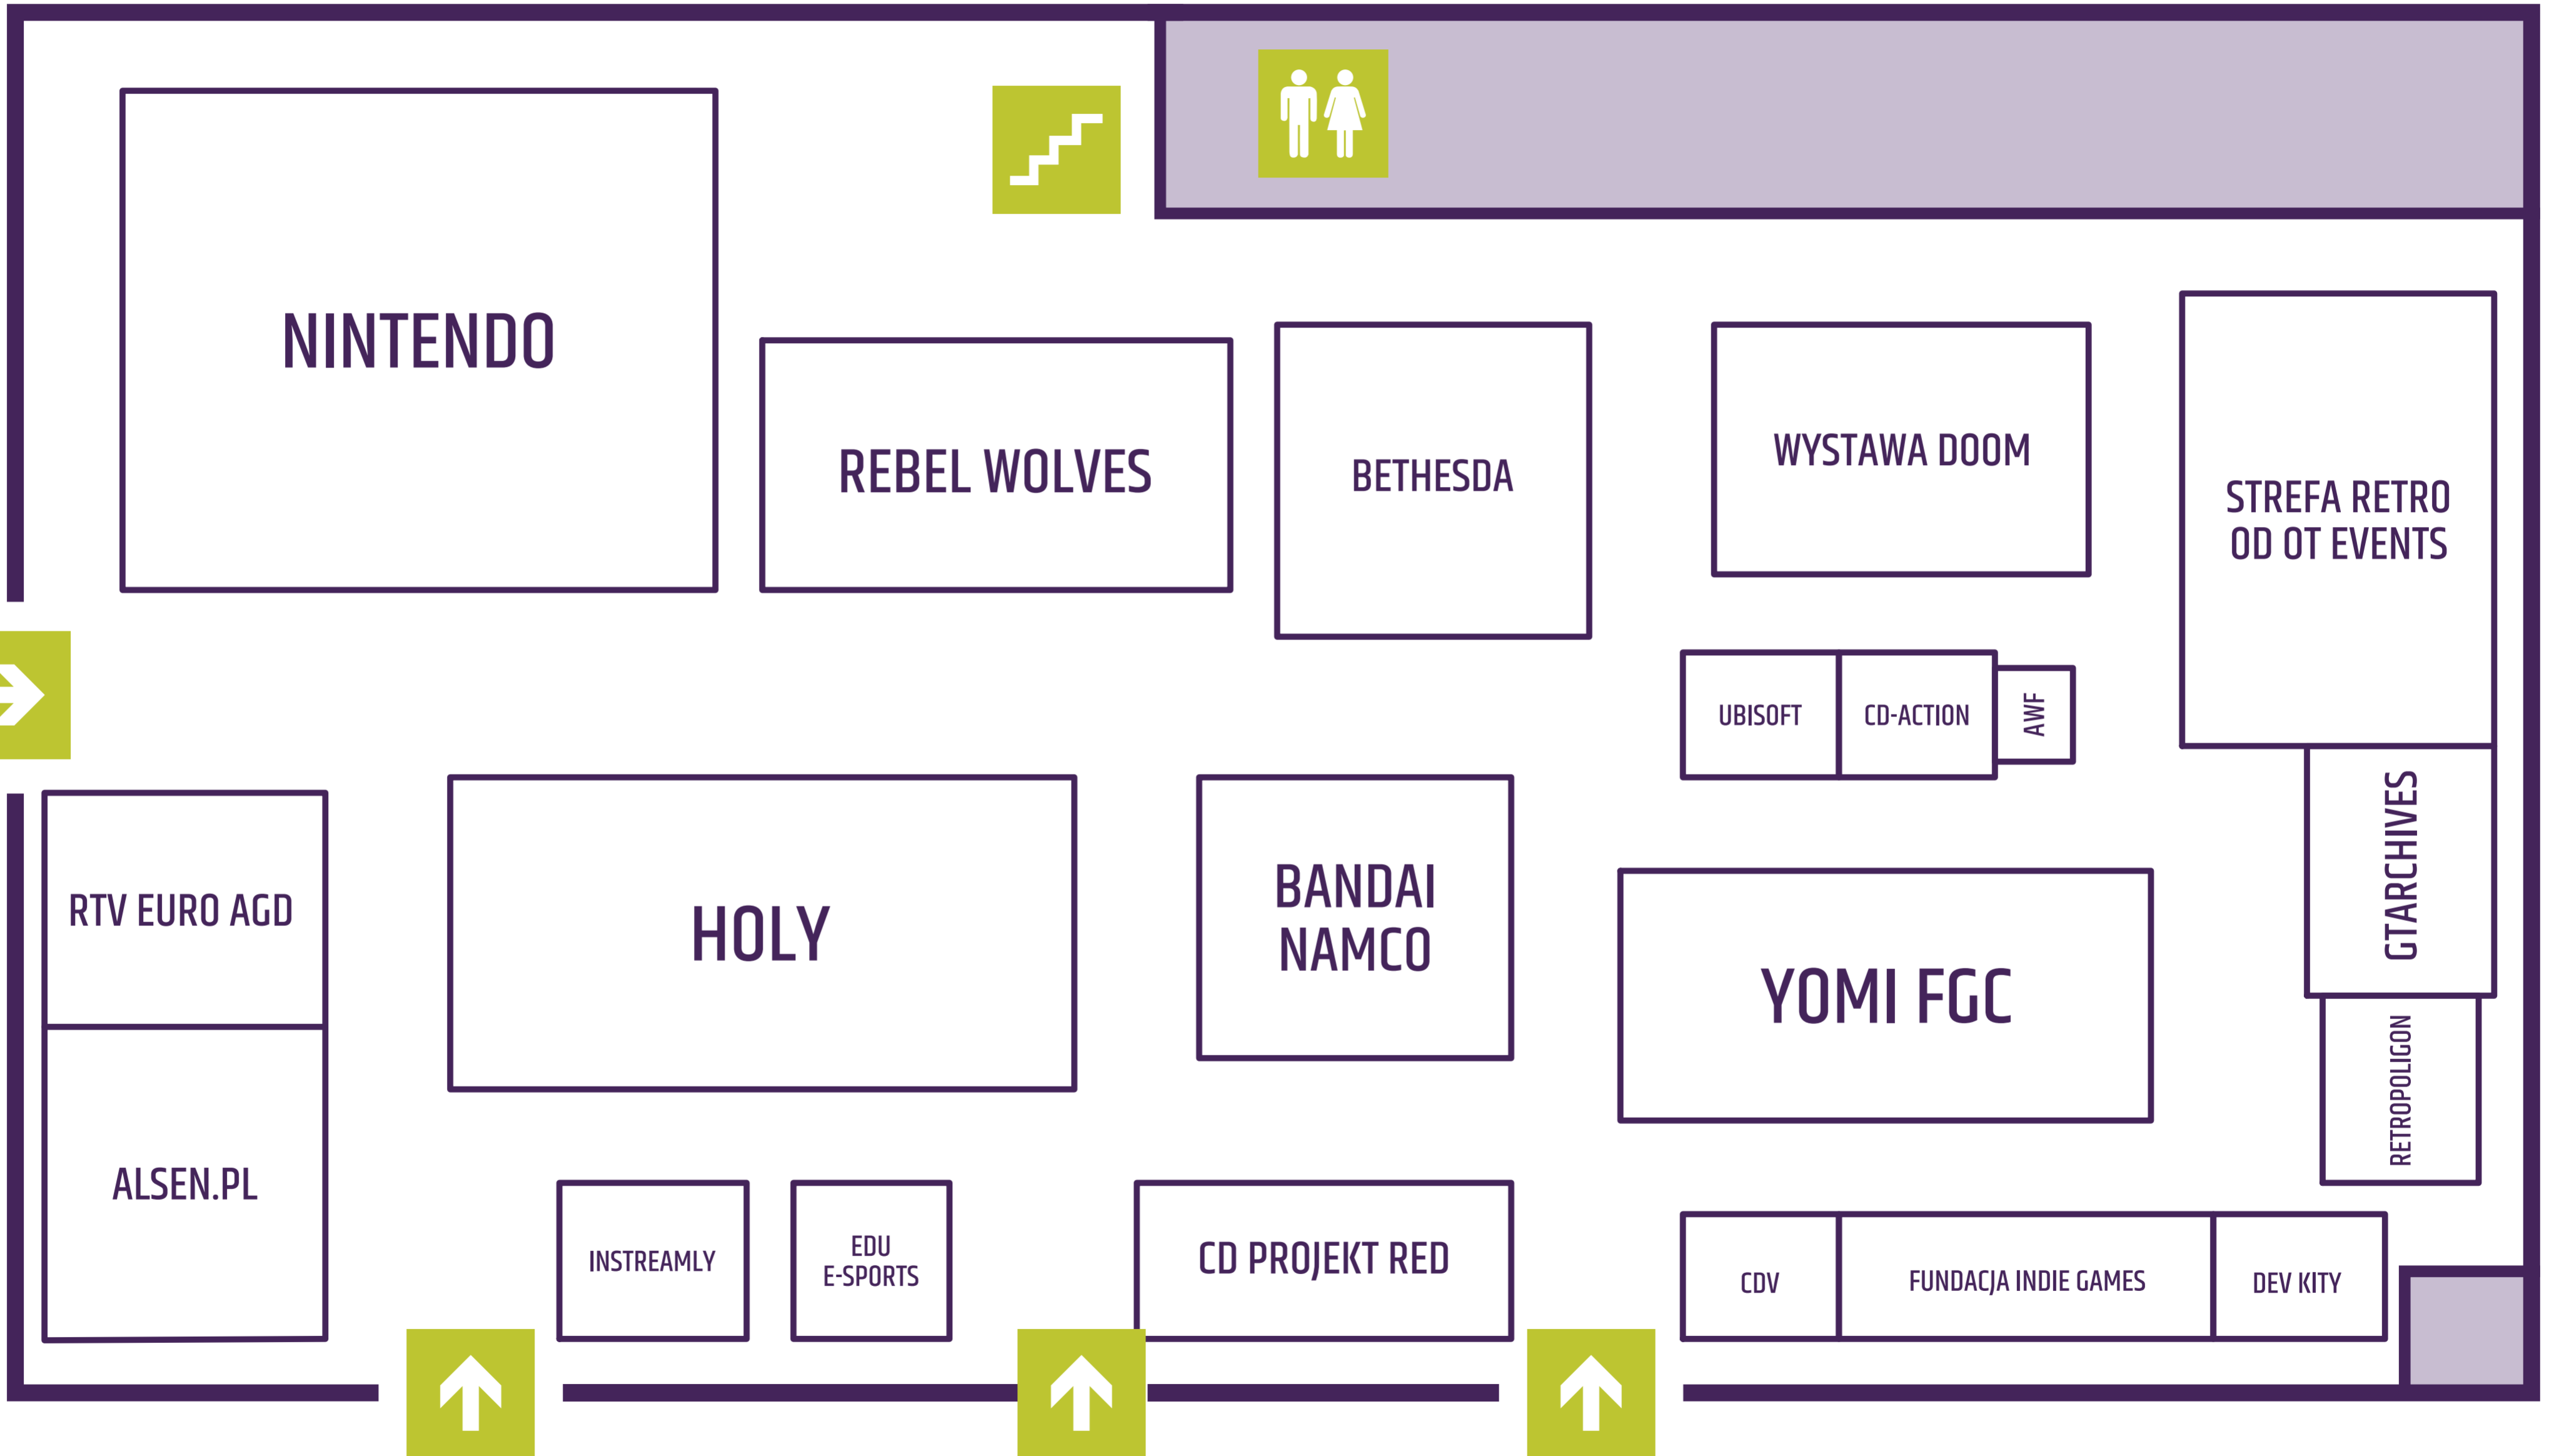 NINTENDO
REBEL WOLVES
BETHESDA
WYSTAWA DOOM
STREFA RETRO
OD OT EVENTS
UBISOFT
CD-ACTION
AWF
GTARCHIVES
RTV EURO AGD
HOLY
BANDAI
NAMCO
YOMI FGC
RETROPOLIGON
ALSEN.PL
INSTREAMLY
EDU
E-SPORTS
CD PROJEKT RED
CDV
FUNDACJA INDIE GAMES
DEV KITY